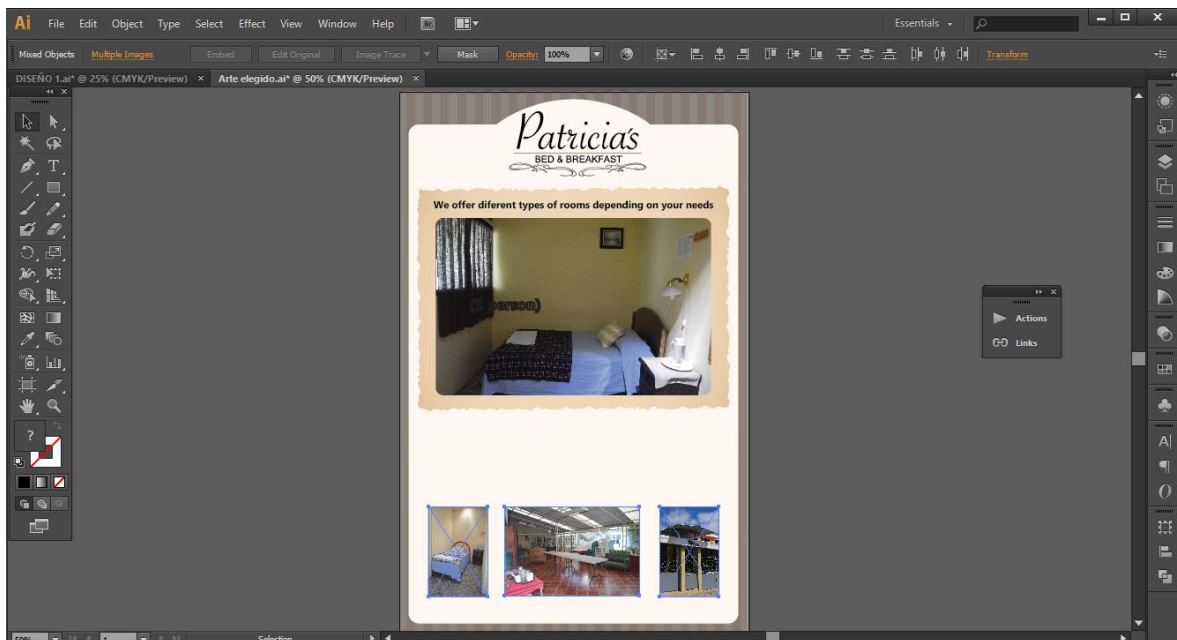 Ai File Edit Object Type Select Effect View Window Help Br Essentials
Mixed Objects Multiple Images Embed Edit Original Image Trace Mask Opacity: 100% Transform
DISEÑO 1.ai* @ 25% (CMYK/Preview) × Arte elegido.ai* @ 50% (CMYK/Preview) ×
Patricia's
BED & BREAKFAST
We offer diferent types of rooms depending on your needs
person)
Actions
Links
50% 1 Selection